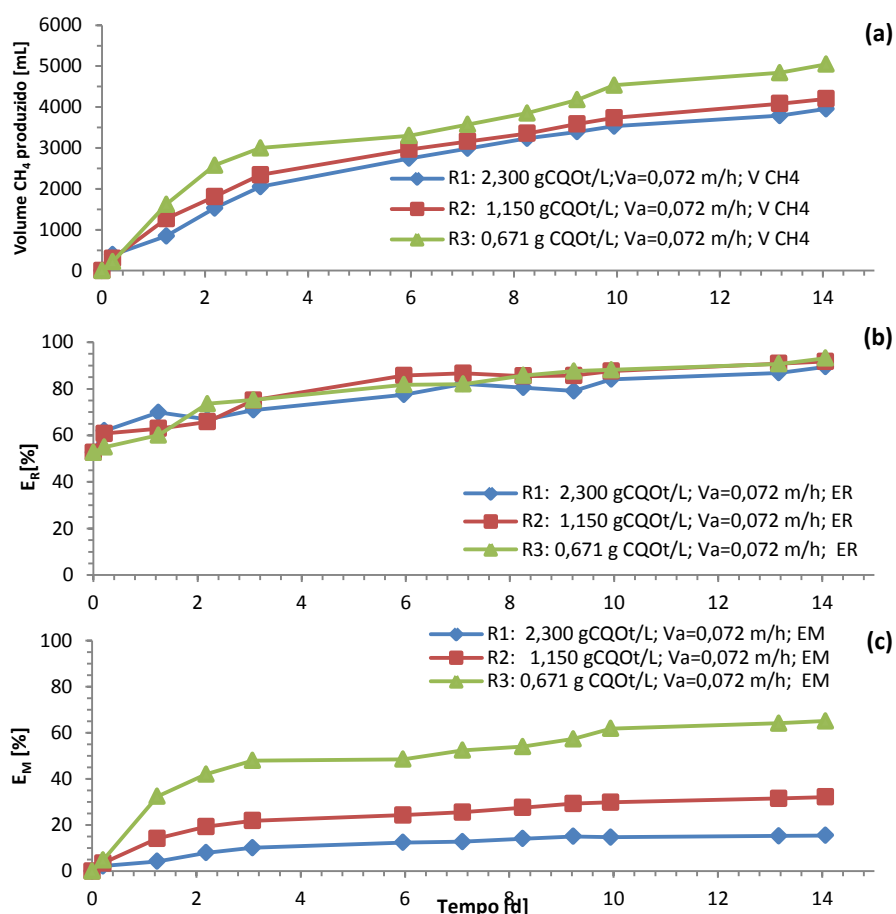 (a)
Volume CH4 produzido [mL]
6000
5000
4000
3000
2000
1000
0
R1: 2,300 gCQOt/L;Va=0,072 m/h; V CH4
R2: 1,150 gCQOt/L; Va=0,072 m/h; V CH4
R3: 0,671 g CQOt/L; Va=0,072 m/h; V CH4
0 2 4 6 8 10 12 14
(b)
ER[%]
100
80
60
40
20
0
R1: 2,300 gCQOt/L; Va=0,072 m/h; ER
R2: 1,150 gCQOt/L; Va=0,072 m/h; ER
R3: 0,671 g CQOt/L; Va=0,072 m/h; ER
0 2 4 6 8 10 12 14
R1: 2,300 gCQOt/L; Va=0,072 m/h; EM
R2: 1,150 gCQOt/L; Va=0,072 m/h; EM
R3: 0,671 g CQOt/L; Va=0,072 m/h; EM
(c)
EM [%]
100
80
60
40
20
0
0 2 4 6 8 10 12 14
Tempo [d]